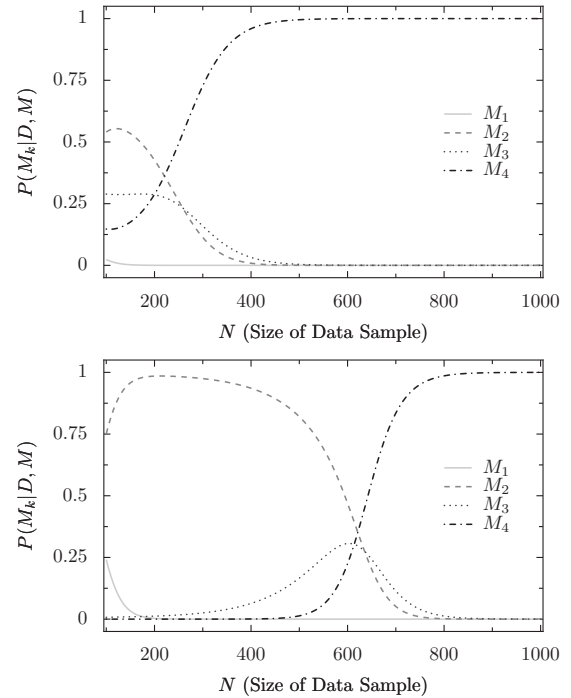 1
0.75
0.5
0.25
0
P(M_k|D, M)
M_1
M_2
M_3
M_4
200 400 600 800 1000
N (Size of Data Sample)
1
0.75
0.5
0.25
0
P(M_k|D, M)
M_1
M_2
M_3
M_4
200 400 600 800 1000
N (Size of Data Sample)